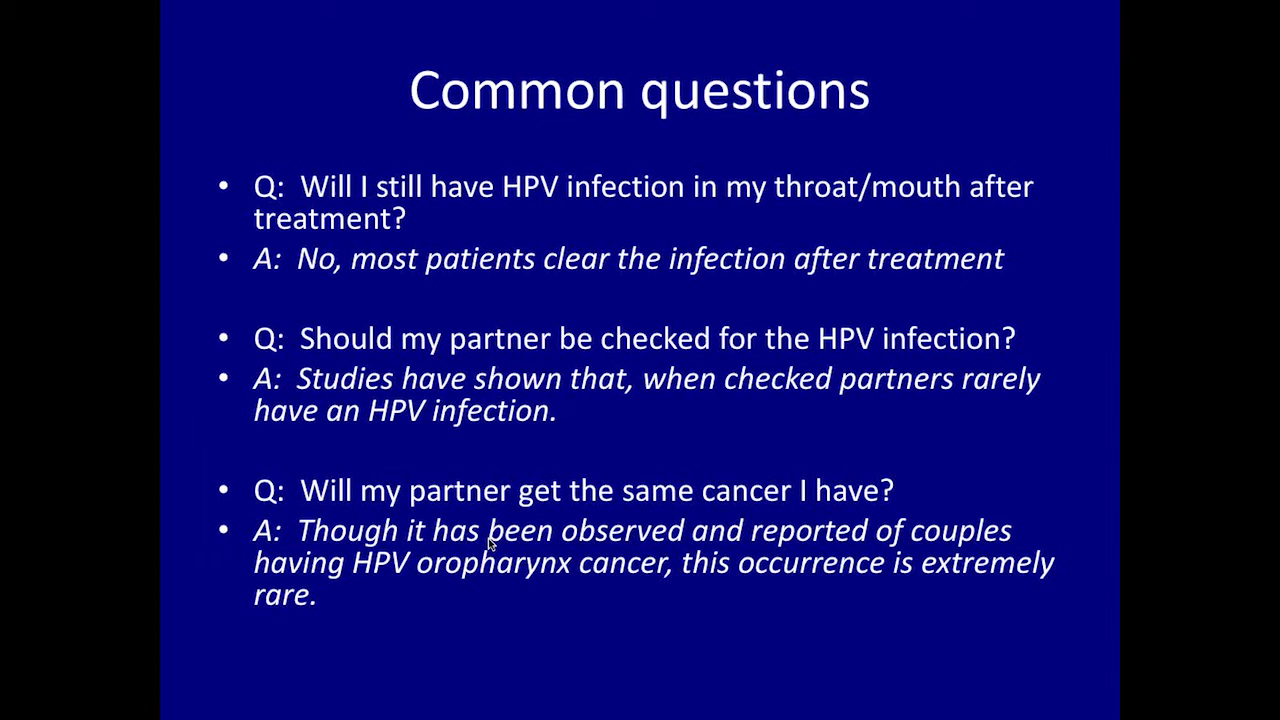 Common questions
• Q: Will I still have HPV infection in my throat/mouth after
treatment?
• A: No, most patients clear the infection after treatment
• Q: Should my partner be checked for the HPV infection?
• A: Studies have shown that, when checked partners rarely
have an HPV infection.
• Q: Will my partner get the same cancer I have?
• A: Though it has been observed and reported of couples
having HPV oropharynx cancer, this occurrence is extremely
rare.